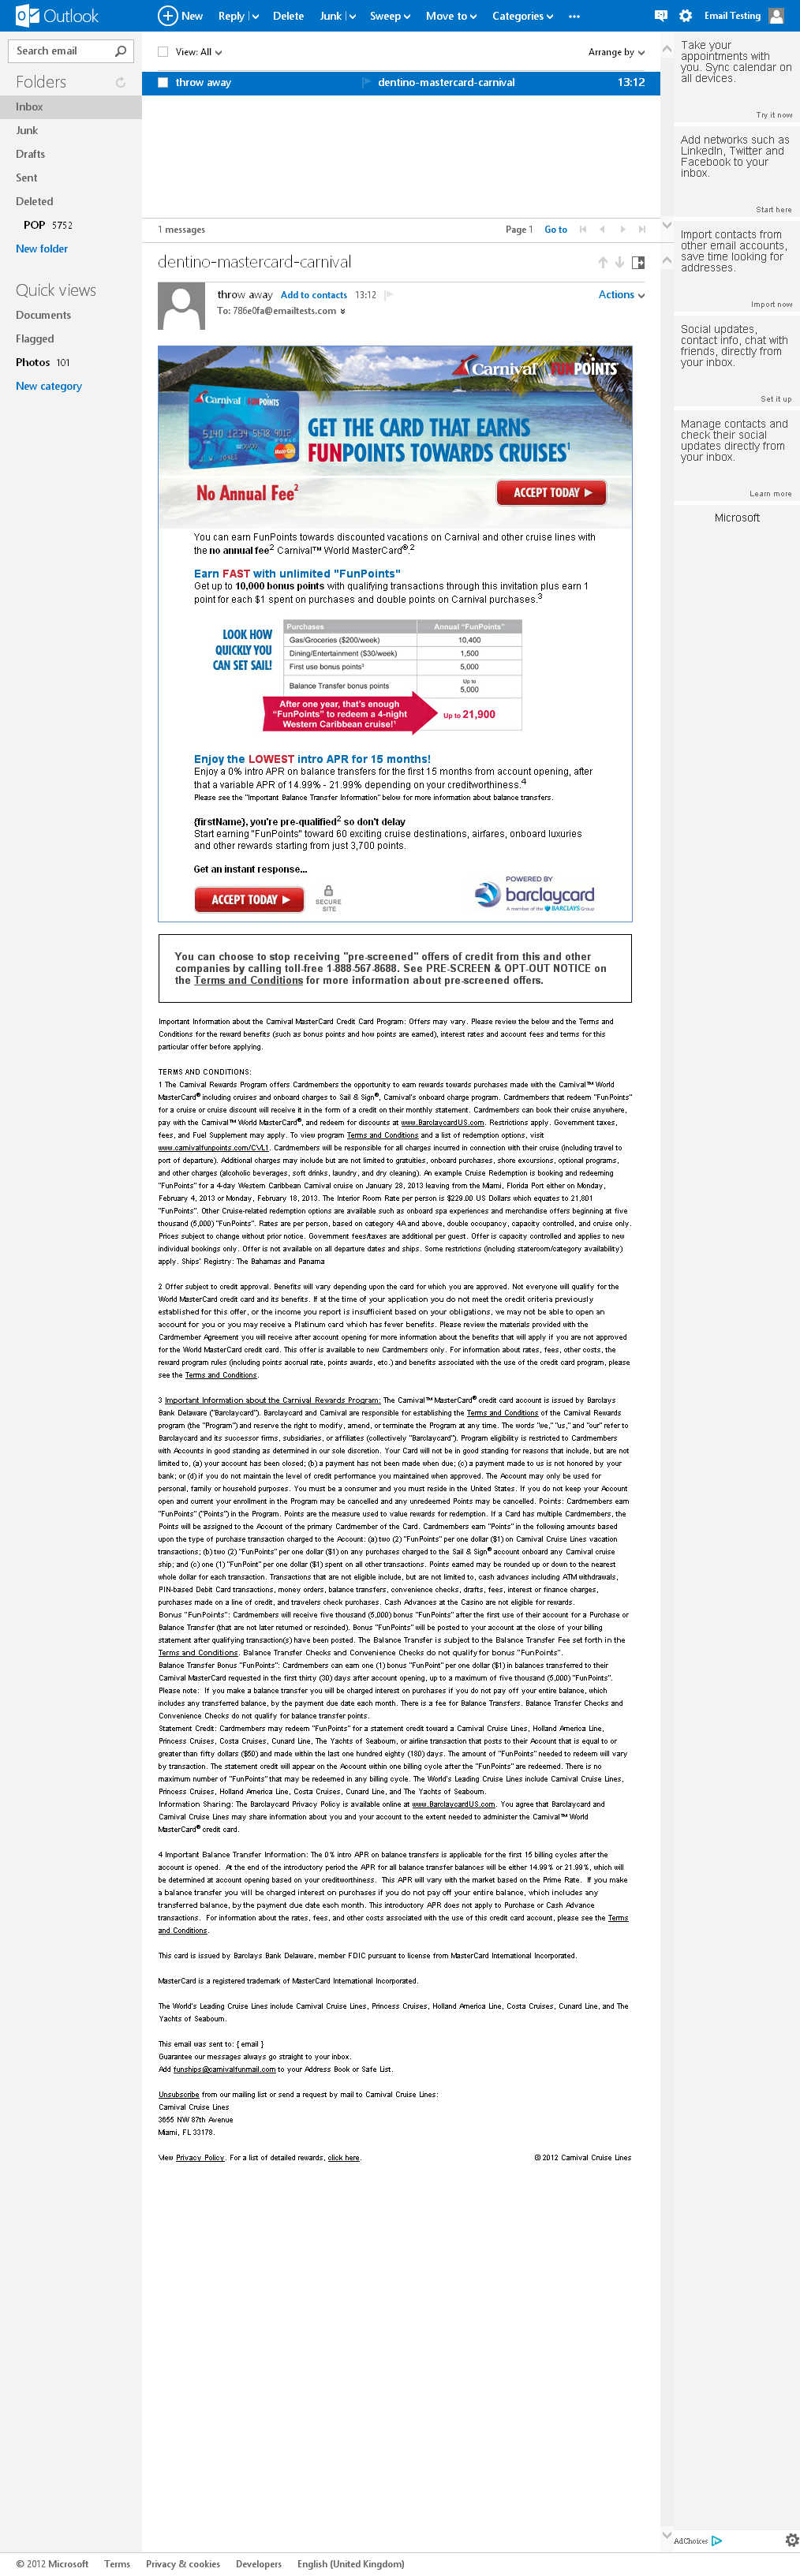 Outlook
New Reply Delete Junk Sweep Move to Categories ••• Email Testing
Search email
Folders
Inbox
Junk
Drafts
Sent
Deleted
POP 5752
New folder
Quick views
Documents
Flagged
Photos 101
New category
View: All Arrange by
throw away dentino-mastercard-carnival 13:12
1 messages Page 1 Go to
dentino-mastercard-carnival
throw away Add to contacts 13:12 Actions
To: 786e0fa@emailtests.com
Carnival FUNPOINTS
Carnival FUNPOINTS
5140 1234 5678 9012
MasterCard
GET THE CARD THAT EARNS
FUNPOINTS TOWARDS CRUISES¹
No Annual Fee²
ACCEPT TODAY
You can earn FunPoints towards discounted vacations on Carnival and other cruise lines with
the no annual fee² Carnival™ World MasterCard®.²
Earn FAST with unlimited "FunPoints"
Get up to 10,000 bonus points with qualifying transactions through this invitation plus earn 1
point for each $1 spent on purchases and double points on Carnival purchases.³
LOOK HOW
QUICKLY YOU
CAN SET SAIL!
Purchases Annual "FunPoints"
Gas/Groceries ($200/week) 10,400
Dining/Entertainment ($30/week) 1,500
First use bonus points³ 5,000
Balance Transfer bonus points Up to 5,000
After one year, that's enough
"FunPoints" to redeem a 4-night
Western Caribbean cruise!¹
Up to 21,900
Enjoy the LOWEST intro APR for 15 months!
Enjoy a 0% intro APR on balance transfers for the first 15 months from account opening, after
that a variable APR of 14.99% - 21.99% depending on your creditworthiness.⁴
Please see the "Important Balance Transfer Information" below for more information about balance transfers.
{firstName}, you're pre-qualified² so don't delay
Start earning "FunPoints" toward 60 exciting cruise destinations, airfares, onboard luxuries
and other rewards starting from just 3,700 points.
Get an instant response...
ACCEPT TODAY
SECURE
SITE
POWERED BY
barclaycard
A member of the BARCLAYS Group
You can choose to stop receiving "pre-screened" offers of credit from this and other
companies by calling toll-free 1-888-567-8688. See PRE-SCREEN & OPT-OUT NOTICE on
the Terms and Conditions for more information about pre-screened offers.
Important Information about the Carnival MasterCard Credit Card Program: Offers may vary. Please review the below and the Terms and
Conditions for the reward benefits (such as bonus points and how points are earned), interest rates and account fees and terms for this
particular offer before applying.
TERMS AND CONDITIONS:
1 The Carnival Rewards Program offers Cardmembers the opportunity to earn rewards towards purchases made with the Carnival™ World
MasterCard® including cruises and onboard charges to Sail & Sign®, Carnival's onboard charge program. Cardmembers that redeem "FunPoints"
for a cruise or cruise discount will receive it in the form of a credit on their monthly statement. Cardmembers can book their cruise anywhere,
pay with the Carnival™ World MasterCard®, and redeem for discounts at www.BarclaycardUS.com. Restrictions apply. Government taxes,
fees, and Fuel Supplement may apply. To view program Terms and Conditions and a list of redemption options, visit
www.carnivalfunpoints.com/CVL1. Cardmembers will be responsible for all charges incurred in connection with their cruise (including travel to
port of departure). Additional charges may include but are not limited to gratuities, onboard purchases, shore excursions, optional programs,
and other charges (alcoholic beverages, soft drinks, laundry, and dry cleaning). An example Cruise Redemption is booking and redeeming
"FunPoints" for a 4-day Western Caribbean Carnival cruise on January 28, 2013 leaving from the Miami, Florida Port either on Monday,
February 4, 2013 or Monday, February 18, 2013. The Interior Room Rate per person is $229.00 US Dollars which equates to 21,801
"FunPoints". Other Cruise-related redemption options are available such as onboard spa experiences and merchandise offers beginning at five
thousand (5,000) "FunPoints". Rates are per person, based on category 4A and above, double occupancy, capacity controlled, and cruise only.
Prices subject to change without prior notice. Government fees/taxes are additional per guest. Offer is capacity controlled and applies to new
individual bookings only. Offer is not available on all departure dates and ships. Some restrictions (including stateroom/category availability)
apply. Ships' Registry: The Bahamas and Panama
2 Offer subject to credit approval. Benefits will vary depending upon the card for which you are approved. Not everyone will qualify for the
World MasterCard credit card and its benefits. If at the time of your application you do not meet the credit criteria previously
established for this offer, or the income you report is insufficient based on your obligations, we may not be able to open an
account for you or you may receive a Platinum card which has fewer benefits. Please review the materials provided with the
Cardmember Agreement you will receive after account opening for more information about the benefits that will apply if you are not approved
for the World MasterCard credit card. This offer is available to new Cardmembers only. For information about rates, fees, other costs, the
reward program rules (including points accrual rate, points awards, etc.) and benefits associated with the use of the credit card program, please
see the Terms and Conditions.
3 Important Information about the Carnival Rewards Program: The Carnival™ MasterCard® credit card account is issued by Barclays
Bank Delaware ("Barclaycard"). Barclaycard and Carnival are responsible for establishing the Terms and Conditions of the Carnival Rewards
program (the "Program") and reserve the right to modify, amend, or terminate the Program at any time. The words "we," "us," and "our" refer to
Barclaycard and its successor firms, subsidiaries, or affiliates (collectively "Barclaycard"). Program eligibility is restricted to Cardmembers
with Accounts in good standing as determined in our sole discretion. Your Card will not be in good standing for reasons that include, but are not
limited to, (a) your account has been closed; (b) a payment has not been made when due; (c) a payment made to us is not honored by your
bank; or (d) if you do not maintain the level of credit performance you maintained when approved. The Account may only be used for
personal, family or household purposes. You must be a consumer and you must reside in the United States. If you do not keep your Account
open and current your enrollment in the Program may be cancelled and any unredeemed Points may be cancelled. Points: Cardmembers earn
"FunPoints" ("Points") in the Program. Points are the measure used to value rewards for redemption. If a Card has multiple Cardmembers, the
Points will be assigned to the Account of the primary Cardmember of the Card. Cardmembers earn "Points" in the following amounts based
upon the type of purchase transaction charged to the Account: (a) two (2) "FunPoints" per one dollar ($1) on Carnival Cruise Lines vacation
transactions; (b) two (2) "FunPoints" per one dollar ($1) on any purchases charged to the Sail & Sign® account onboard any Carnival cruise
ship; and (c) one (1) "FunPoint" per one dollar ($1) spent on all other transactions. Points earned may be rounded up or down to the nearest
whole dollar for each transaction. Transactions that are not eligible include, but are not limited to, cash advances including ATM withdrawals,
PIN-based Debit Card transactions, money orders, balance transfers, convenience checks, drafts, fees, interest or finance charges,
purchases made on a line of credit, and travelers check purchases. Cash Advances at the Casino are not eligible for rewards.
Bonus "FunPoints": Cardmembers will receive five thousand (5,000) bonus "FunPoints" after the first use of their account for a Purchase or
Balance Transfer (that are not later returned or rescinded). Bonus "FunPoints" will be posted to your account at the close of your billing
statement after qualifying transaction(s) have been posted. The Balance Transfer is subject to the Balance Transfer Fee set forth in the
Terms and Conditions. Balance Transfer Checks and Convenience Checks do not qualify for bonus "FunPoints".
Balance Transfer Bonus "FunPoints": Cardmembers can earn one (1) bonus "FunPoint" per one dollar ($1) in balances transferred to their
Carnival MasterCard requested in the first thirty (30) days after account opening, up to a maximum of five thousand (5,000) "FunPoints".
Please note: If you make a balance transfer you will be charged interest on purchases if you do not pay off your entire balance, which
includes any transferred balance, by the payment due date each month. There is a fee for Balance Transfers. Balance Transfer Checks and
Convenience Checks do not qualify for balance transfer points.
Statement Credit: Cardmembers may redeem "FunPoints" for a statement credit toward a Carnival Cruise Lines, Holland America Line,
Princess Cruises, Costa Cruises, Cunard Line, The Yachts of Seabourn, or airline transaction that posts to their Account that is equal to or
greater than fifty dollars ($50) and made within the last one hundred eighty (180) days. The amount of "FunPoints" needed to redeem will vary
by transaction. The statement credit will appear on the Account within one billing cycle after the "FunPoints" are redeemed. There is no
maximum number of "FunPoints" that may be redeemed in any billing cycle. The World's Leading Cruise Lines include Carnival Cruise Lines,
Princess Cruises, Holland America Line, Costa Cruises, Cunard Line, and The Yachts of Seabourn.
Information Sharing: The Barclaycard Privacy Policy is available online at www.BarclaycardUS.com. You agree that Barclaycard and
Carnival Cruise Lines may share information about you and your account to the extent needed to administer the Carnival™ World
MasterCard® credit card.
4 Important Balance Transfer Information: The 0% intro APR on balance transfers is applicable for the first 15 billing cycles after the
account is opened. At the end of the introductory period the APR for all balance transfer balances will be either 14.99% or 21.99%, which will
be determined at account opening based on your creditworthiness. This APR will vary with the market based on the Prime Rate. If you make
a balance transfer you will be charged interest on purchases if you do not pay off your entire balance, which includes any
transferred balance, by the payment due date each month. This introductory APR does not apply to Purchase or Cash Advance
transactions. For information about the rates, fees, and other costs associated with the use of this credit card account, please see the Terms
and Conditions.
This card is issued by Barclays Bank Delaware, member FDIC pursuant to license from MasterCard International Incorporated.
MasterCard is a registered trademark of MasterCard International Incorporated.
The World's Leading Cruise Lines include Carnival Cruise Lines, Princess Cruises, Holland America Line, Costa Cruises, Cunard Line, and The
Yachts of Seabourn.
This email was sent to: { email }
Guarantee our messages always go straight to your inbox.
Add funships@carnivalfunmail.com to your Address Book or Safe List.
Unsubscribe from our mailing list or send a request by mail to Carnival Cruise Lines:
Carnival Cruise Lines
3655 NW 87th Avenue
Miami, FL 33178.
View Privacy Policy. For a list of detailed rewards, click here. © 2012 Carnival Cruise Lines
Take your
appointments with
you. Sync calendar on
all devices.
Try it now
Add networks such as
LinkedIn, Twitter and
Facebook to your
inbox.
Start here
Import contacts from
other email accounts,
save time looking for
addresses.
Import now
Social updates,
contact info, chat with
friends, directly from
your inbox.
Set it up
Manage contacts and
check their social
updates directly from
your inbox.
Learn more
Microsoft
AdChoices
© 2012 Microsoft Terms Privacy & cookies Developers English (United Kingdom)